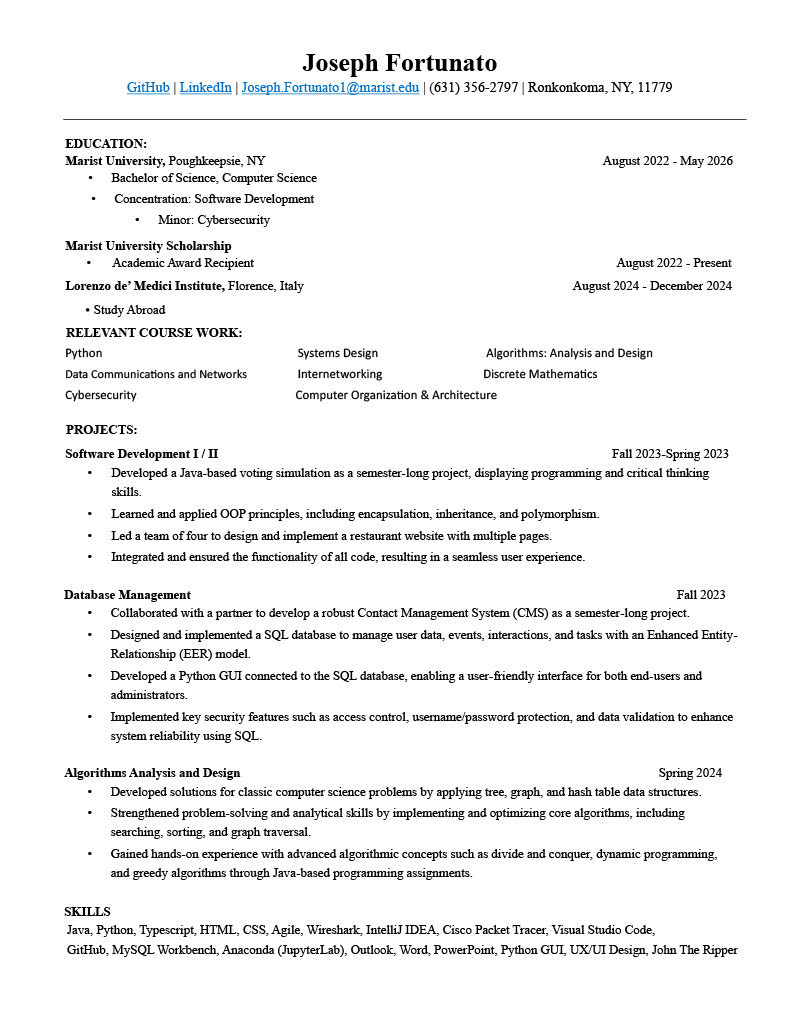 Joseph Fortunato
GitHub | LinkedIn | Joseph.Fortunato1@marist.edu | (631) 356-2797 | Ronkonkoma, NY, 11779
EDUCATION:
Marist University, Poughkeepsie, NY August 2022 - May 2026
• Bachelor of Science, Computer Science
• Concentration: Software Development
• Minor: Cybersecurity
Marist University Scholarship
• Academic Award Recipient August 2022 - Present
Lorenzo de’ Medici Institute, Florence, Italy August 2024 - December 2024
• Study Abroad
RELEVANT COURSE WORK:
Python Systems Design Algorithms: Analysis and Design
Data Communications and Networks Internetworking Discrete Mathematics
Cybersecurity Computer Organization & Architecture
PROJECTS:
Software Development I / II Fall 2023-Spring 2023
• Developed a Java-based voting simulation as a semester-long project, displaying programming and critical thinking
skills.
• Learned and applied OOP principles, including encapsulation, inheritance, and polymorphism.
• Led a team of four to design and implement a restaurant website with multiple pages.
• Integrated and ensured the functionality of all code, resulting in a seamless user experience.
Database Management Fall 2023
• Collaborated with a partner to develop a robust Contact Management System (CMS) as a semester-long project.
• Designed and implemented a SQL database to manage user data, events, interactions, and tasks with an Enhanced Entity-
Relationship (EER) model.
• Developed a Python GUI connected to the SQL database, enabling a user-friendly interface for both end-users and
administrators.
• Implemented key security features such as access control, username/password protection, and data validation to enhance
system reliability using SQL.
Algorithms Analysis and Design Spring 2024
• Developed solutions for classic computer science problems by applying tree, graph, and hash table data structures.
• Strengthened problem-solving and analytical skills by implementing and optimizing core algorithms, including
searching, sorting, and graph traversal.
• Gained hands-on experience with advanced algorithmic concepts such as divide and conquer, dynamic programming,
and greedy algorithms through Java-based programming assignments.
SKILLS
Java, Python, Typescript, HTML, CSS, Agile, Wireshark, IntelliJ IDEA, Cisco Packet Tracer, Visual Studio Code,
GitHub, MySQL Workbench, Anaconda (JupyterLab), Outlook, Word, PowerPoint, Python GUI, UX/UI Design, John The Ripper